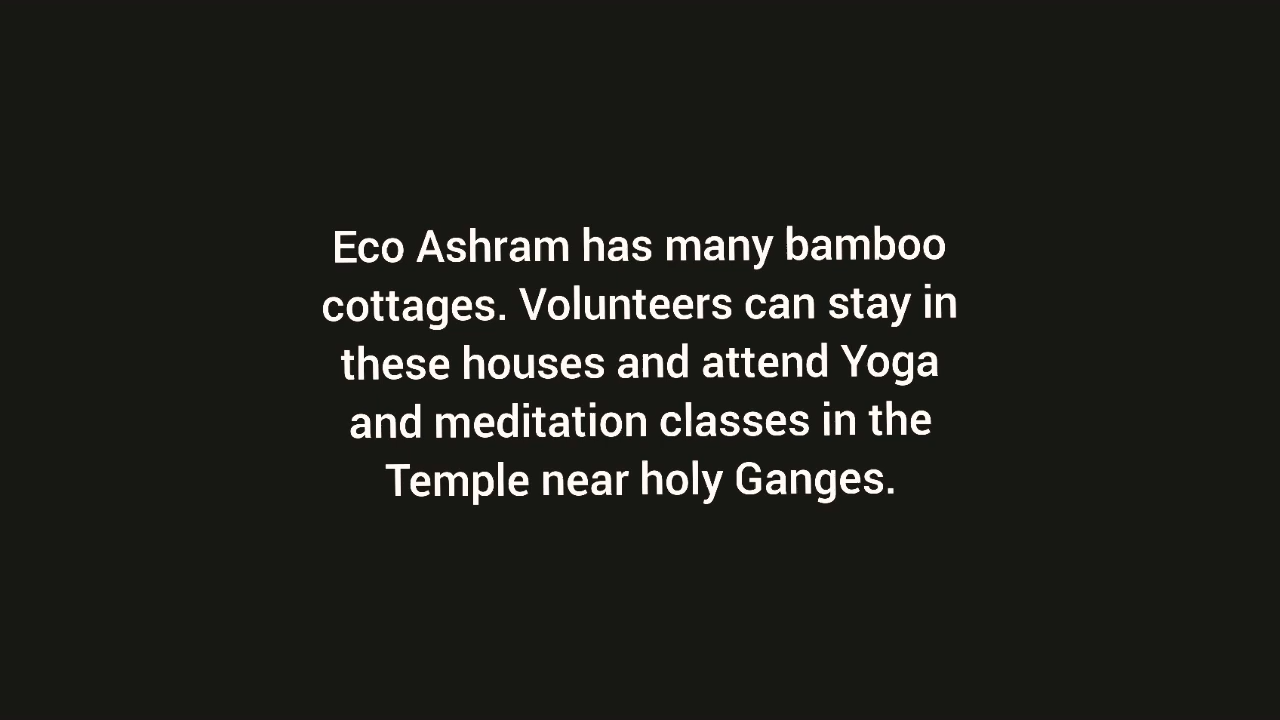 Eco Ashram has many bamboo
cottages. Volunteers can stay in
these houses and attend Yoga
and meditation classes in the
Temple near holy Ganges.